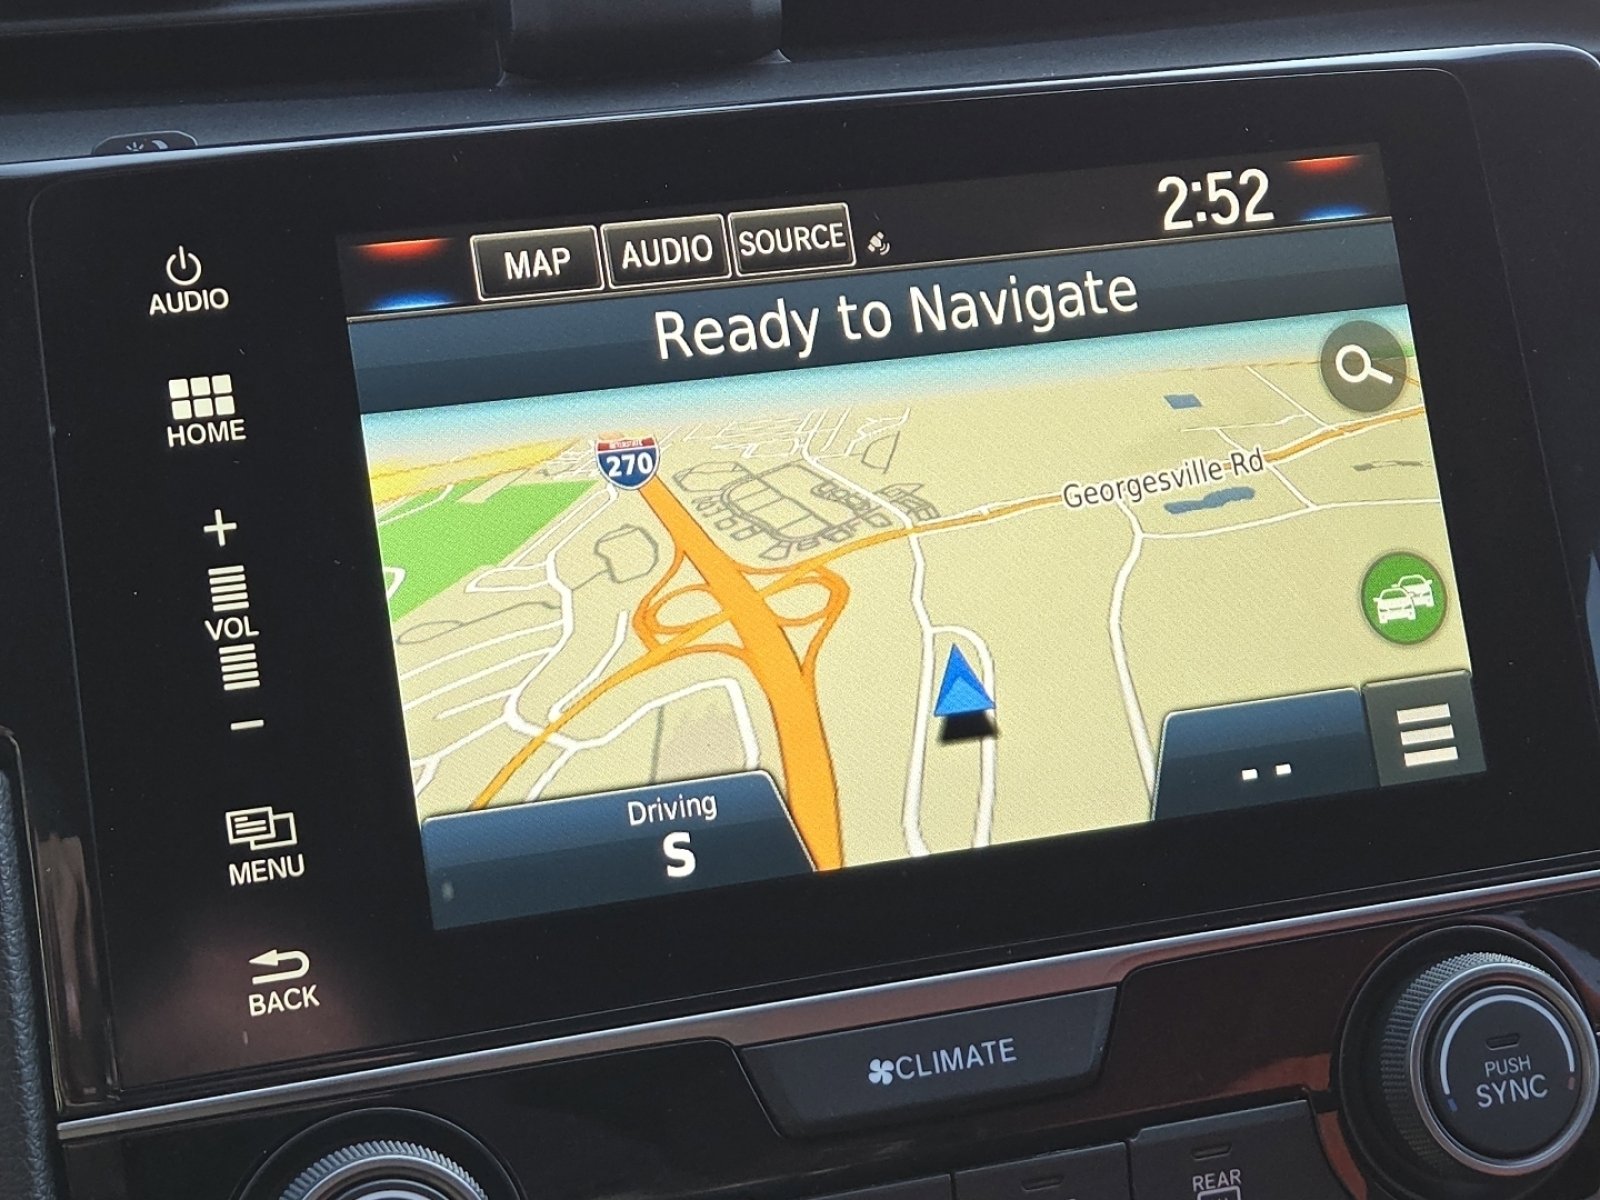 MAP
AUDIO
SOURCE
2:52
Ready to Navigate
AUDIO
HOME
+
VOL
-
MENU
BACK
INTERSTATE
270
Georgesville Rd
Driving
S
- -
CLIMATE
PUSH
SYNC
REAR